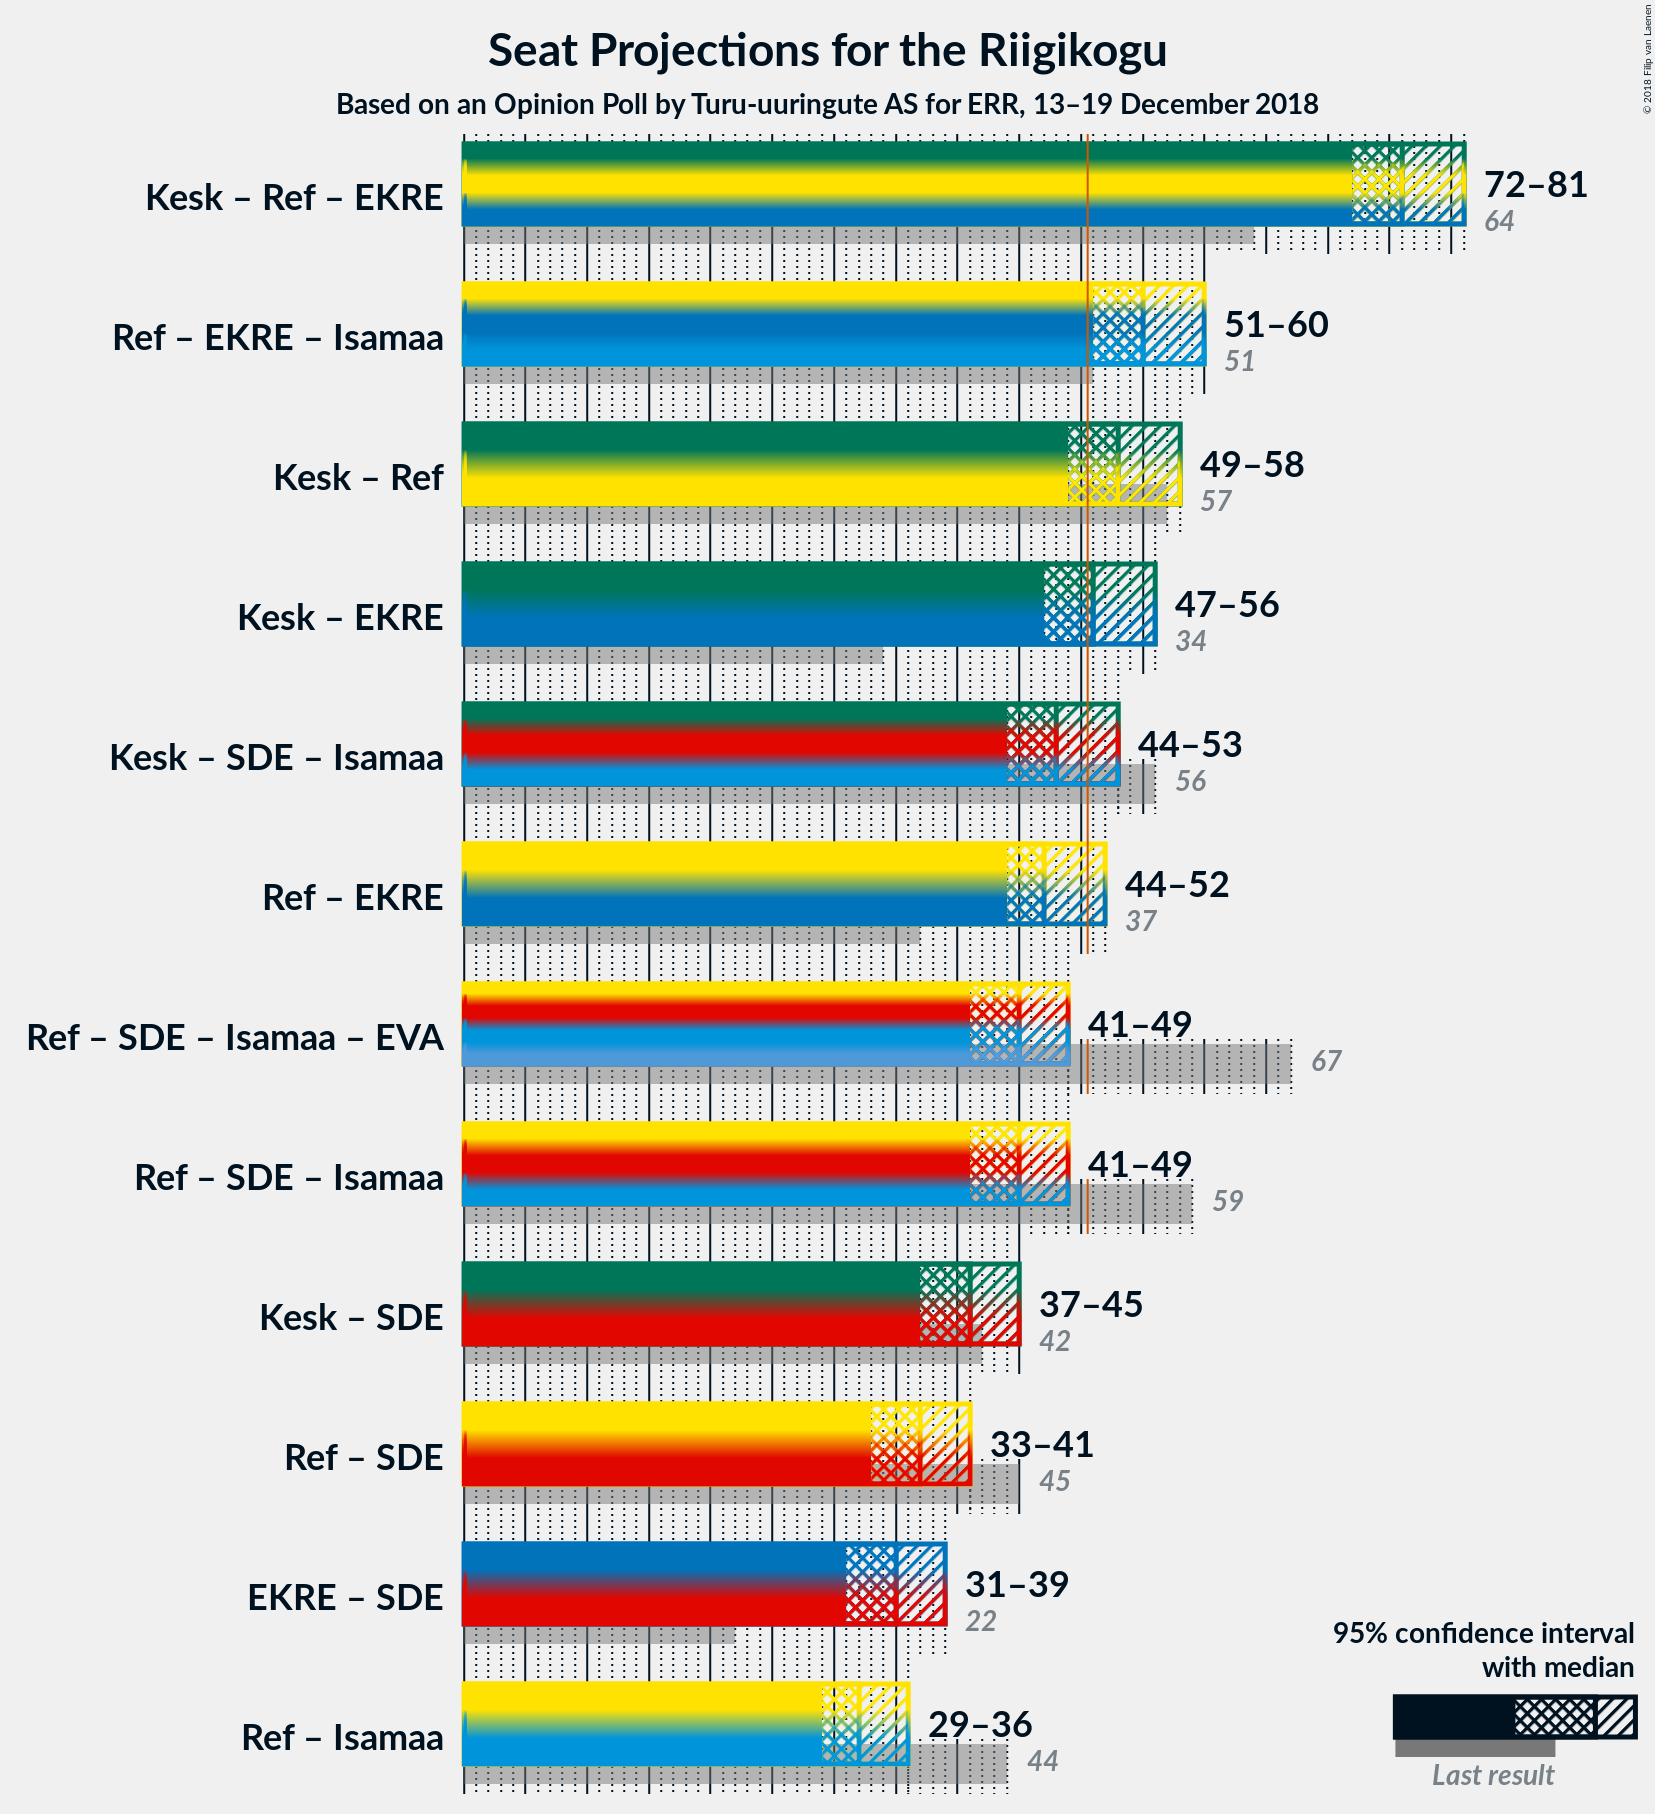 Seat Projections for the Riigikogu
Based on an Opinion Poll by Turu-uuringute AS for ERR, 13–19 December 2018
© 2018 Filip van Laenen
Kesk – Ref – EKRE
72–81
64
Ref – EKRE – Isamaa
51–60
51
Kesk – Ref
49–58
57
Kesk – EKRE
47–56
34
Kesk – SDE – Isamaa
44–53
56
Ref – EKRE
44–52
37
Ref – SDE – Isamaa – EVA
41–49
67
Ref – SDE – Isamaa
41–49
59
Kesk – SDE
37–45
42
Ref – SDE
33–41
45
EKRE – SDE
31–39
22
Ref – Isamaa
29–36
44
95% confidence interval
with median
Last result